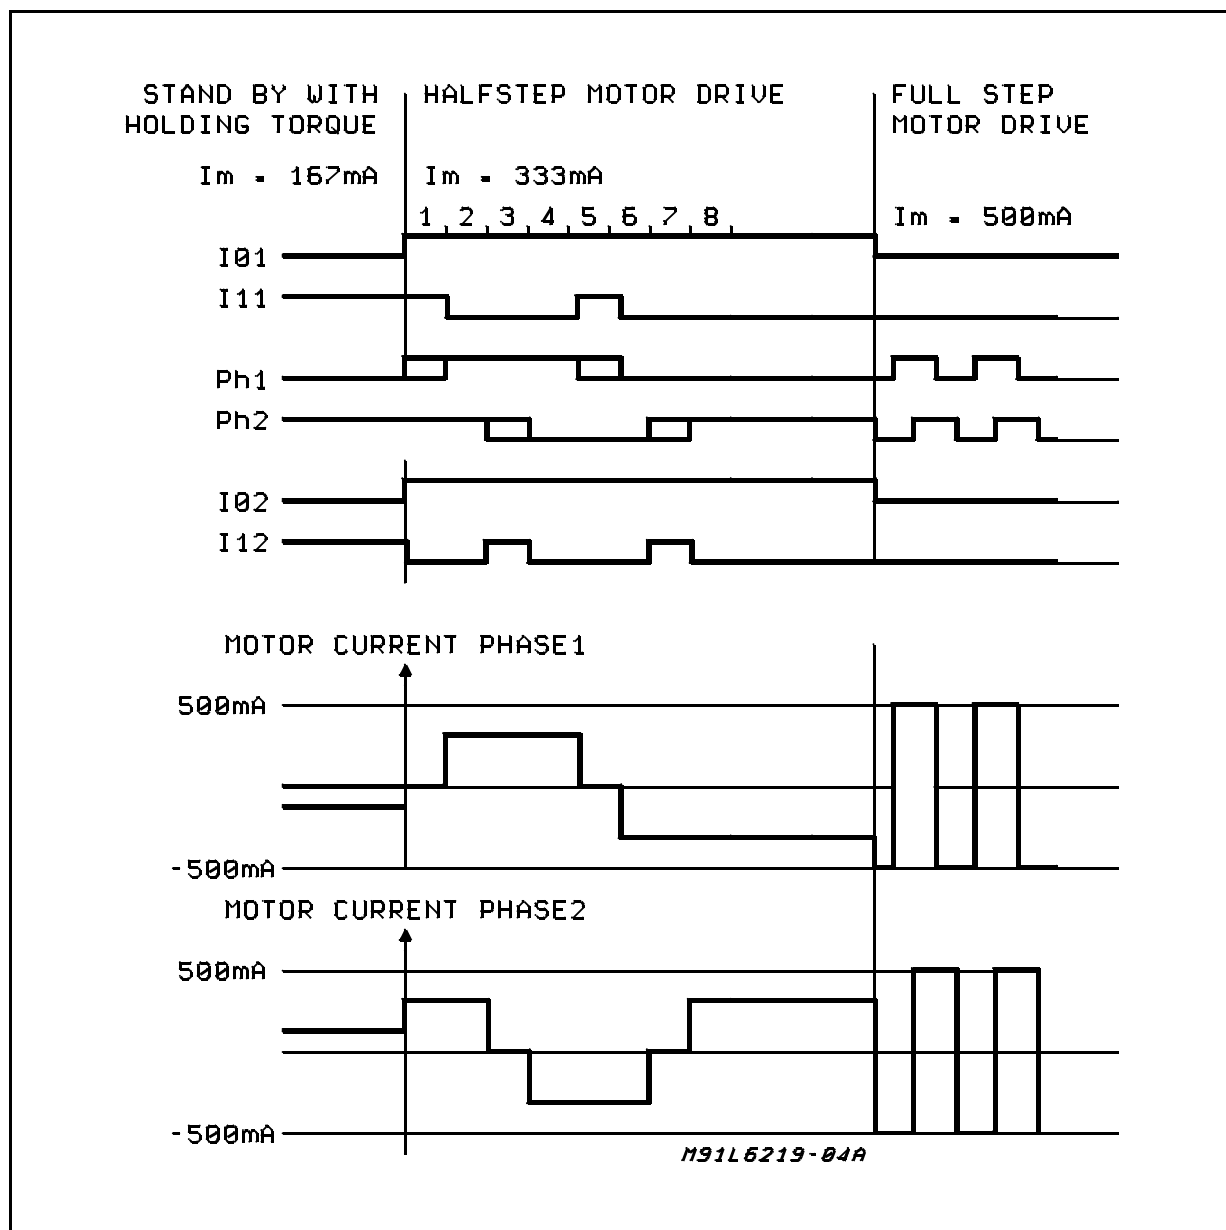 STAND BY WITH
HOLDING TORQUE
Im = 167mA
HALFSTEP MOTOR DRIVE
Im = 333mA
1 2 3 4 5 6 7 8
FULL STEP
MOTOR DRIVE
Im = 500mA
I01
I11
Ph1
Ph2
I02
I12
MOTOR CURRENT PHASE1
500mA
-500mA
MOTOR CURRENT PHASE2
500mA
-500mA
M91L6219-04A